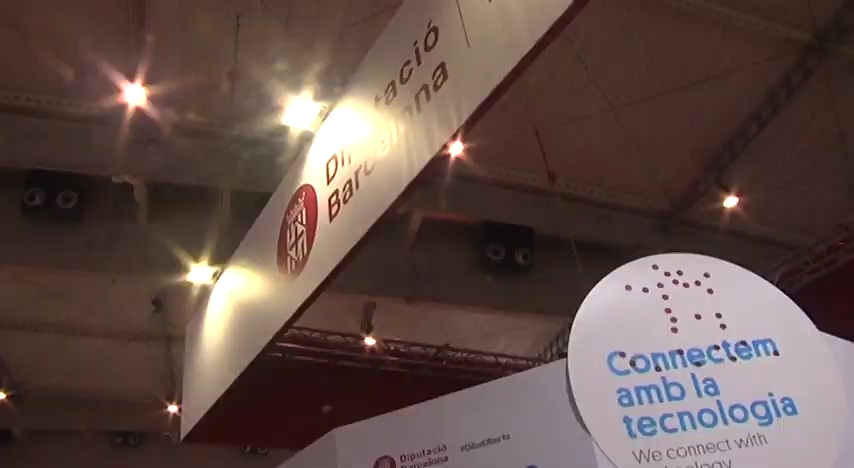 Diputació
Barcelona
Connectem
amb la
tecnologia
We connect with
Diputació
Barcelona
#DibaOberta